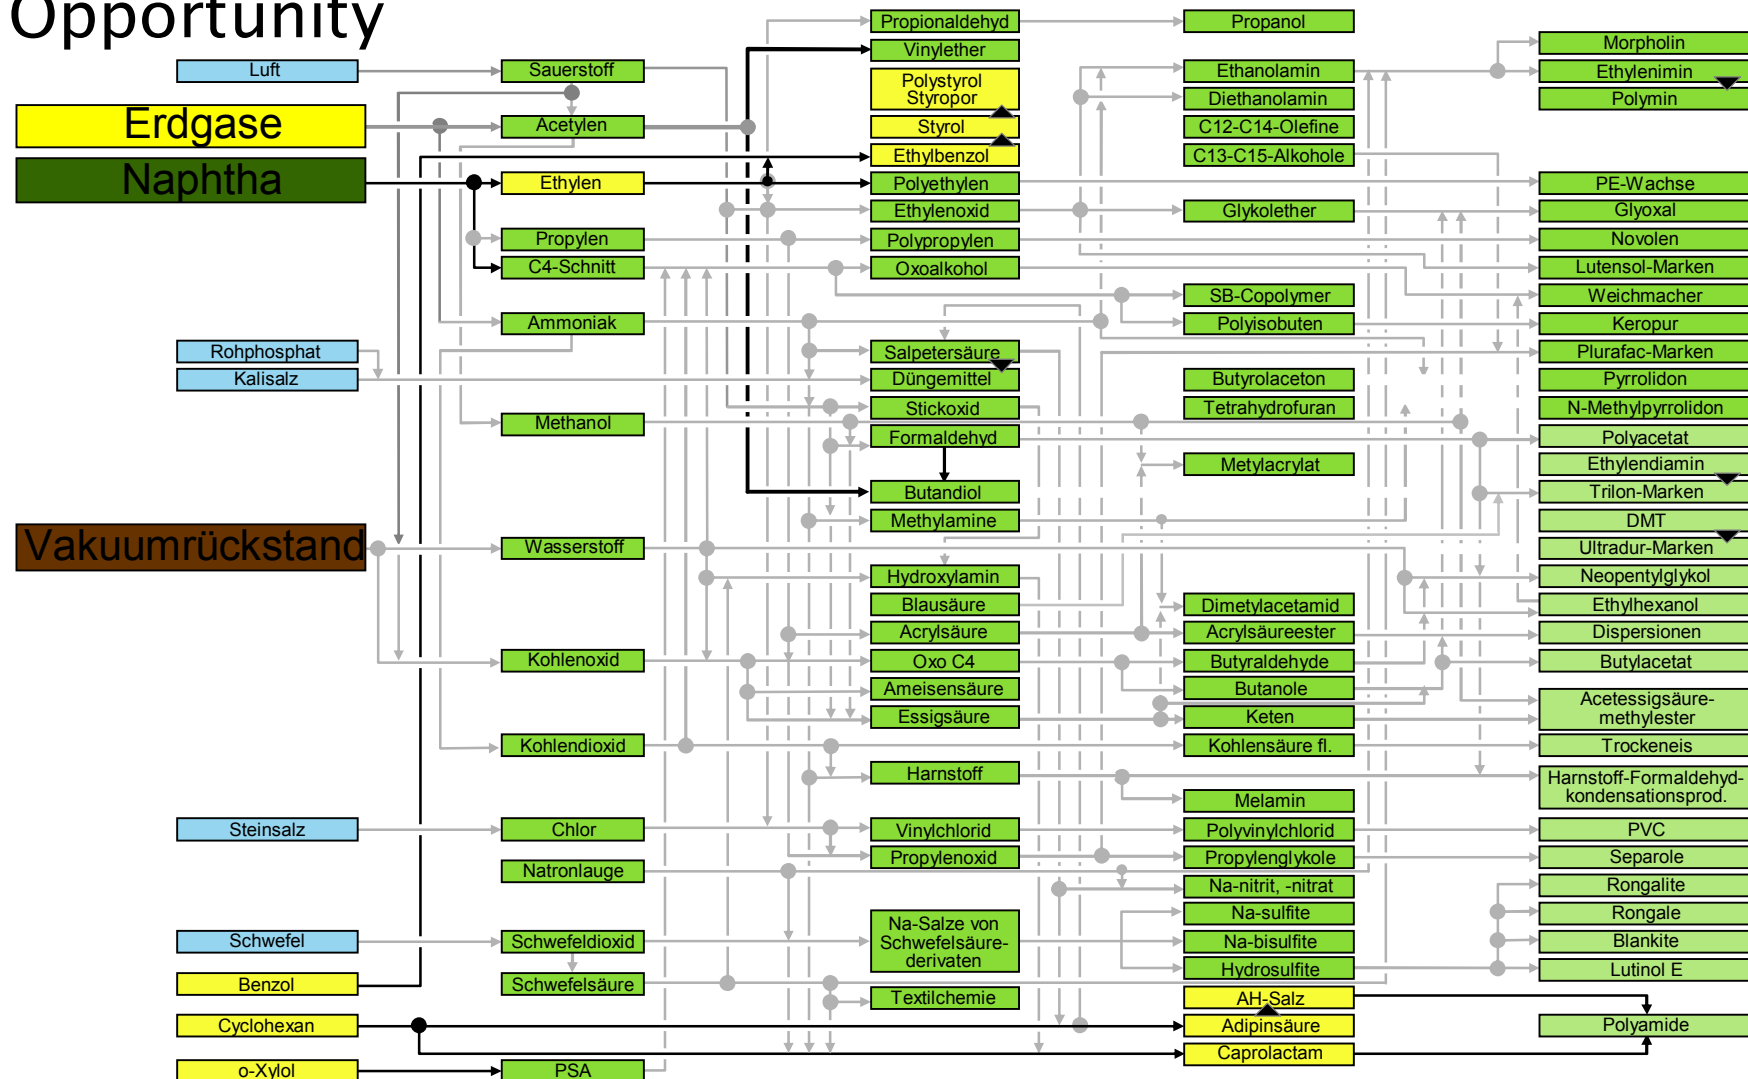 Opportunity
Luft
Erdgase
Naphtha
Rohphosphat
Kalisalz
Vakuumrückstand
Steinsalz
Schwefel
Benzol
Cyclohexan
o-Xylol
Sauerstoff
Acetylen
Ethylen
Propylen
C4-Schnitt
Ammoniak
Methanol
Wasserstoff
Kohlenoxid
Kohlendioxid
Chlor
Natronlauge
Schwefeldioxid
Schwefelsäure
PSA
Propionaldehyd
Vinylether
Polystyrol
Styropor
Styrol
Ethylbenzol
Polyethylen
Ethylenoxid
Polypropylen
Oxoalkohol
Salpetersäure
Düngemittel
Stickoxid
Formaldehyd
Butandiol
Methylamine
Hydroxylamin
Blausäure
Acrylsäure
Oxo C4
Ameisensäure
Essigsäure
Harnstoff
Vinylchlorid
Propylenoxid
Na-Salze von
Schwefelsäure-
derivaten
Textilchemie
Propanol
Ethanolamin
Diethanolamin
C12-C14-Olefine
C13-C15-Alkohole
Glykolether
SB-Copolymer
Polyisobuten
Butyrolaceton
Tetrahydrofuran
Metylacrylat
Dimetylacetamid
Acrylsäureester
Butyraldehyde
Butanole
Keten
Kohlensäure fl.
Melamin
Polyvinylchlorid
Propylenglykole
Na-nitrit, -nitrat
Na-sulfite
Na-bisulfite
Hydrosulfite
AH-Salz
Adipinsäure
Caprolactam
Morpholin
Ethylenimin
Polymin
PE-Wachse
Glyoxal
Novolen
Lutensol-Marken
Weichmacher
Keropur
Plurafac-Marken
Pyrrolidon
N-Methylpyrrolidon
Polyacetat
Ethylendiamin
Trilon-Marken
DMT
Ultradur-Marken
Neopentylglykol
Ethylhexanol
Dispersionen
Butylacetat
Acetessigsäure-
methylester
Trockeneis
Harnstoff-Formaldehyd-
kondensationsprod.
PVC
Separole
Rongalite
Rongale
Blankite
Lutinol E
Polyamide